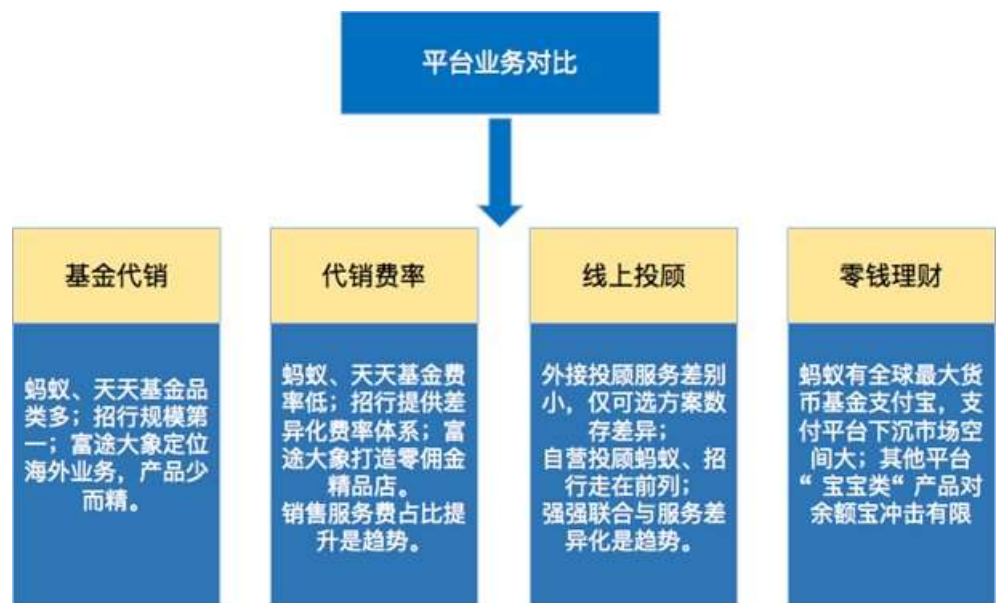 平台业务对比
基金代销
蚂蚁、天天基金品
类多；招行规模第
一；富途大象定位
海外业务，产品少
而精。
代销费率
蚂蚁、天天基金费
率低；招行提供差
异化费率体系；富
途大象打造零佣金
精品店。
销售服务费占比提
升是趋势。
线上投顾
外接投顾服务差别
小，仅可选方案数
存差异；
自营投顾蚂蚁、招
行走在前列；
强强联合与服务差
异化是趋势。
零钱理财
蚂蚁有全球最大货
币基金支付宝，支
付平台下沉市场空
间大；其他平台
“ 宝宝类“ 产品对
余额宝冲击有限